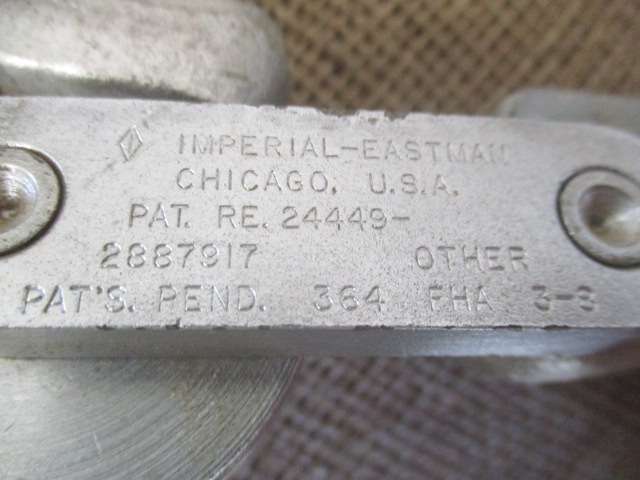 IMPERIAL-EASTMAN
CHICAGO, U.S.A.
PAT. RE. 24449-
2887917 OTHER
PAT'S. PEND. 364 FHA 3-8